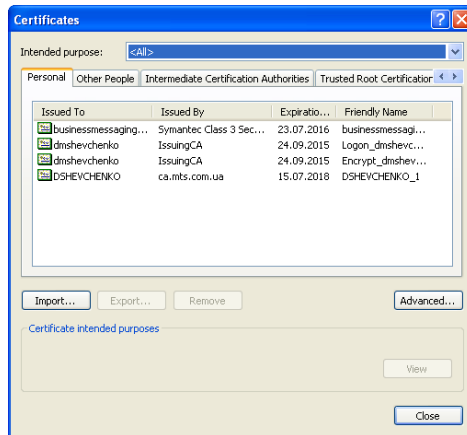 Certificates
Intended purpose: <All>
Personal Other People Intermediate Certification Authorities Trusted Root Certification
Issued To Issued By Expiratio... Friendly Name
businessmessaging... Symantec Class 3 Sec... 23.07.2016 businessmessagi...
dmshevchenko IssuingCA 24.09.2015 Logon_dmshevc...
dmshevchenko IssuingCA 24.09.2015 Encrypt_dmshev...
DSHEVCHENKO ca.mts.com.ua 15.07.2018 DSHEVCHENKO_1
Import... Export... Remove Advanced...
Certificate intended purposes
View
Close